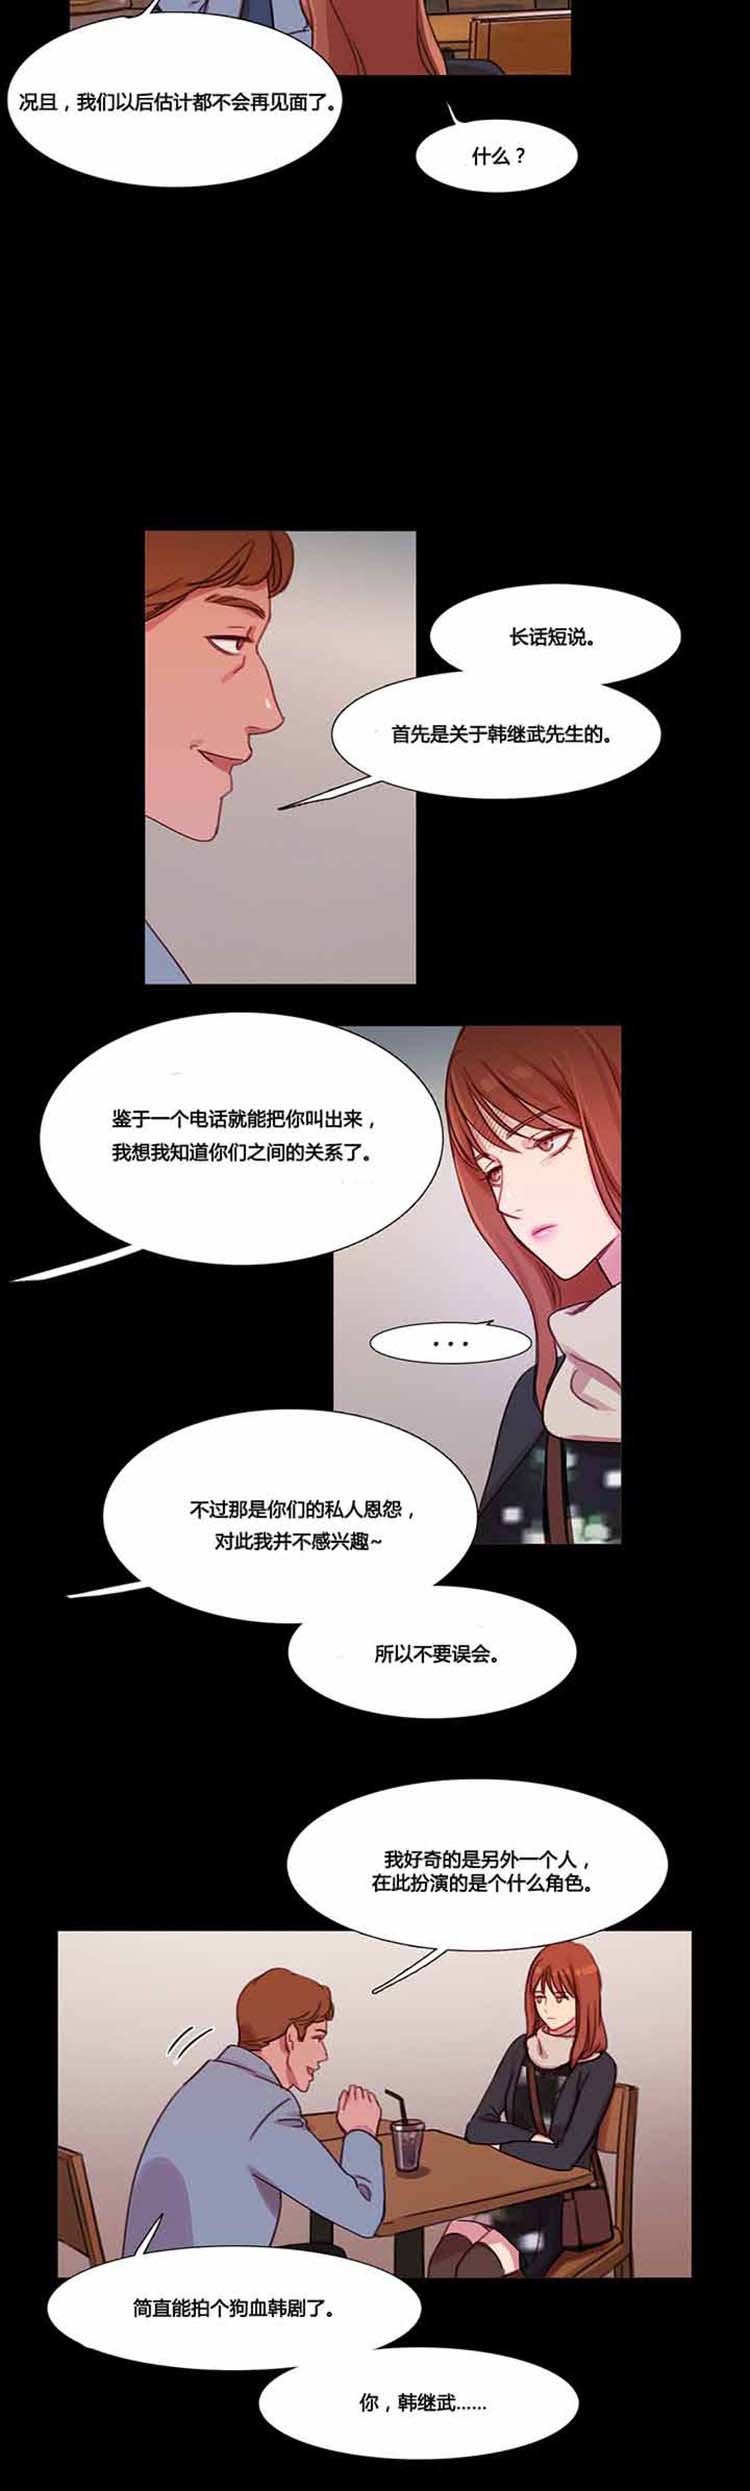 况且，我们以后估计都不会再见面了。
什么？
长话短说。
首先是关于韩继武先生的。
鉴于一个电话就能把你叫出来，
我想我知道你们之间的关系了。
...
不过那是你们的私人恩怨，
对此我并不感兴趣~
所以不要误会。
我好奇的是另外一个人，
在此扮演的是个什么角色。
简直能拍个狗血韩剧了。
你，韩继武......